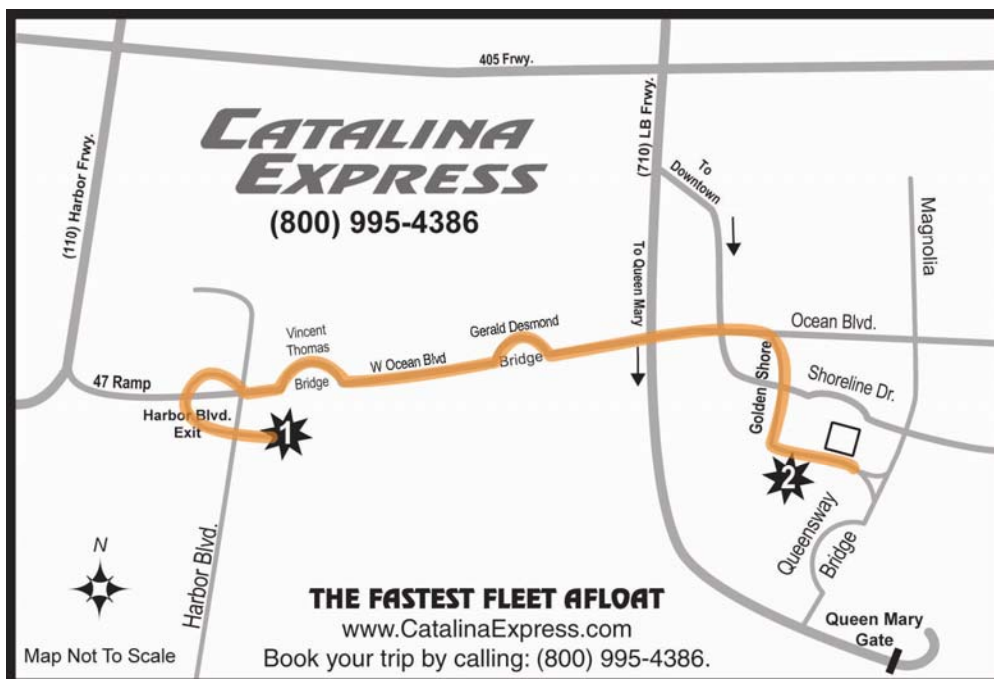 405 Frwy.
(110) Harbor Frwy.
(710) LB Frwy.
CATALINA
EXPRESS
(800) 995-4386
To
Downtown
To Queen Mary
Magnolia
Vincent
Thomas
Bridge
Gerald Desmond
Bridge
W Ocean Blvd
Ocean Blvd.
47 Ramp
Harbor Blvd.
Exit
1
Golden Shore
Shoreline Dr.
2
Queensway
Bridge
Harbor Blvd.
N
Map Not To Scale
THE FASTEST FLEET AFLOAT
www.CatalinaExpress.com
Book your trip by calling: (800) 995-4386.
Queen Mary
Gate